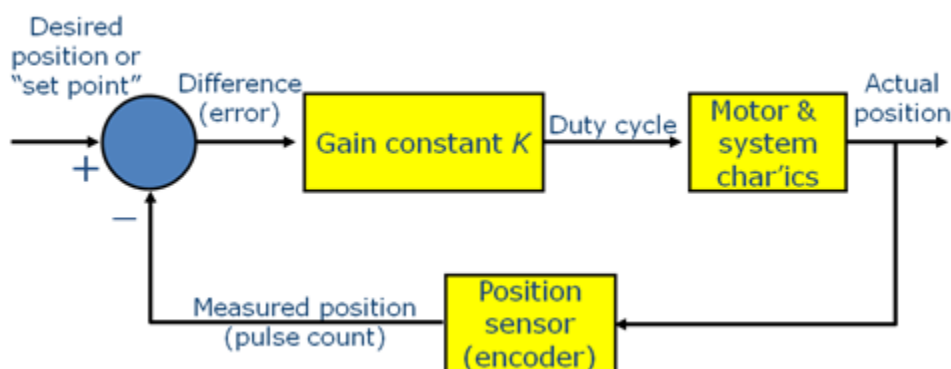 Desired
position or
“set point”
+
−
Difference
(error)
Gain constant K
Duty cycle
Motor &
system
char’ics
Actual
position
Position
sensor
(encoder)
Measured position
(pulse count)